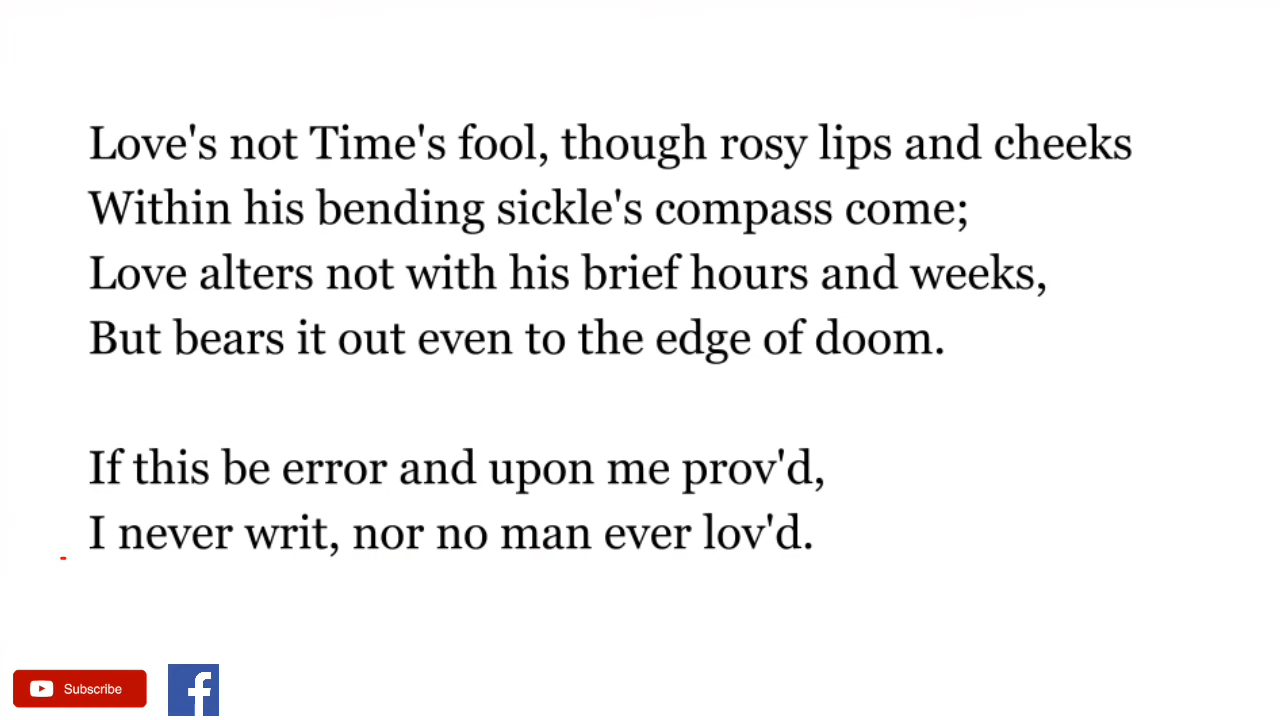 Love's not Time's fool, though rosy lips and cheeks
Within his bending sickle's compass come;
Love alters not with his brief hours and weeks,
But bears it out even to the edge of doom.
If this be error and upon me prov'd,
I never writ, nor no man ever lov'd.
Subscribe